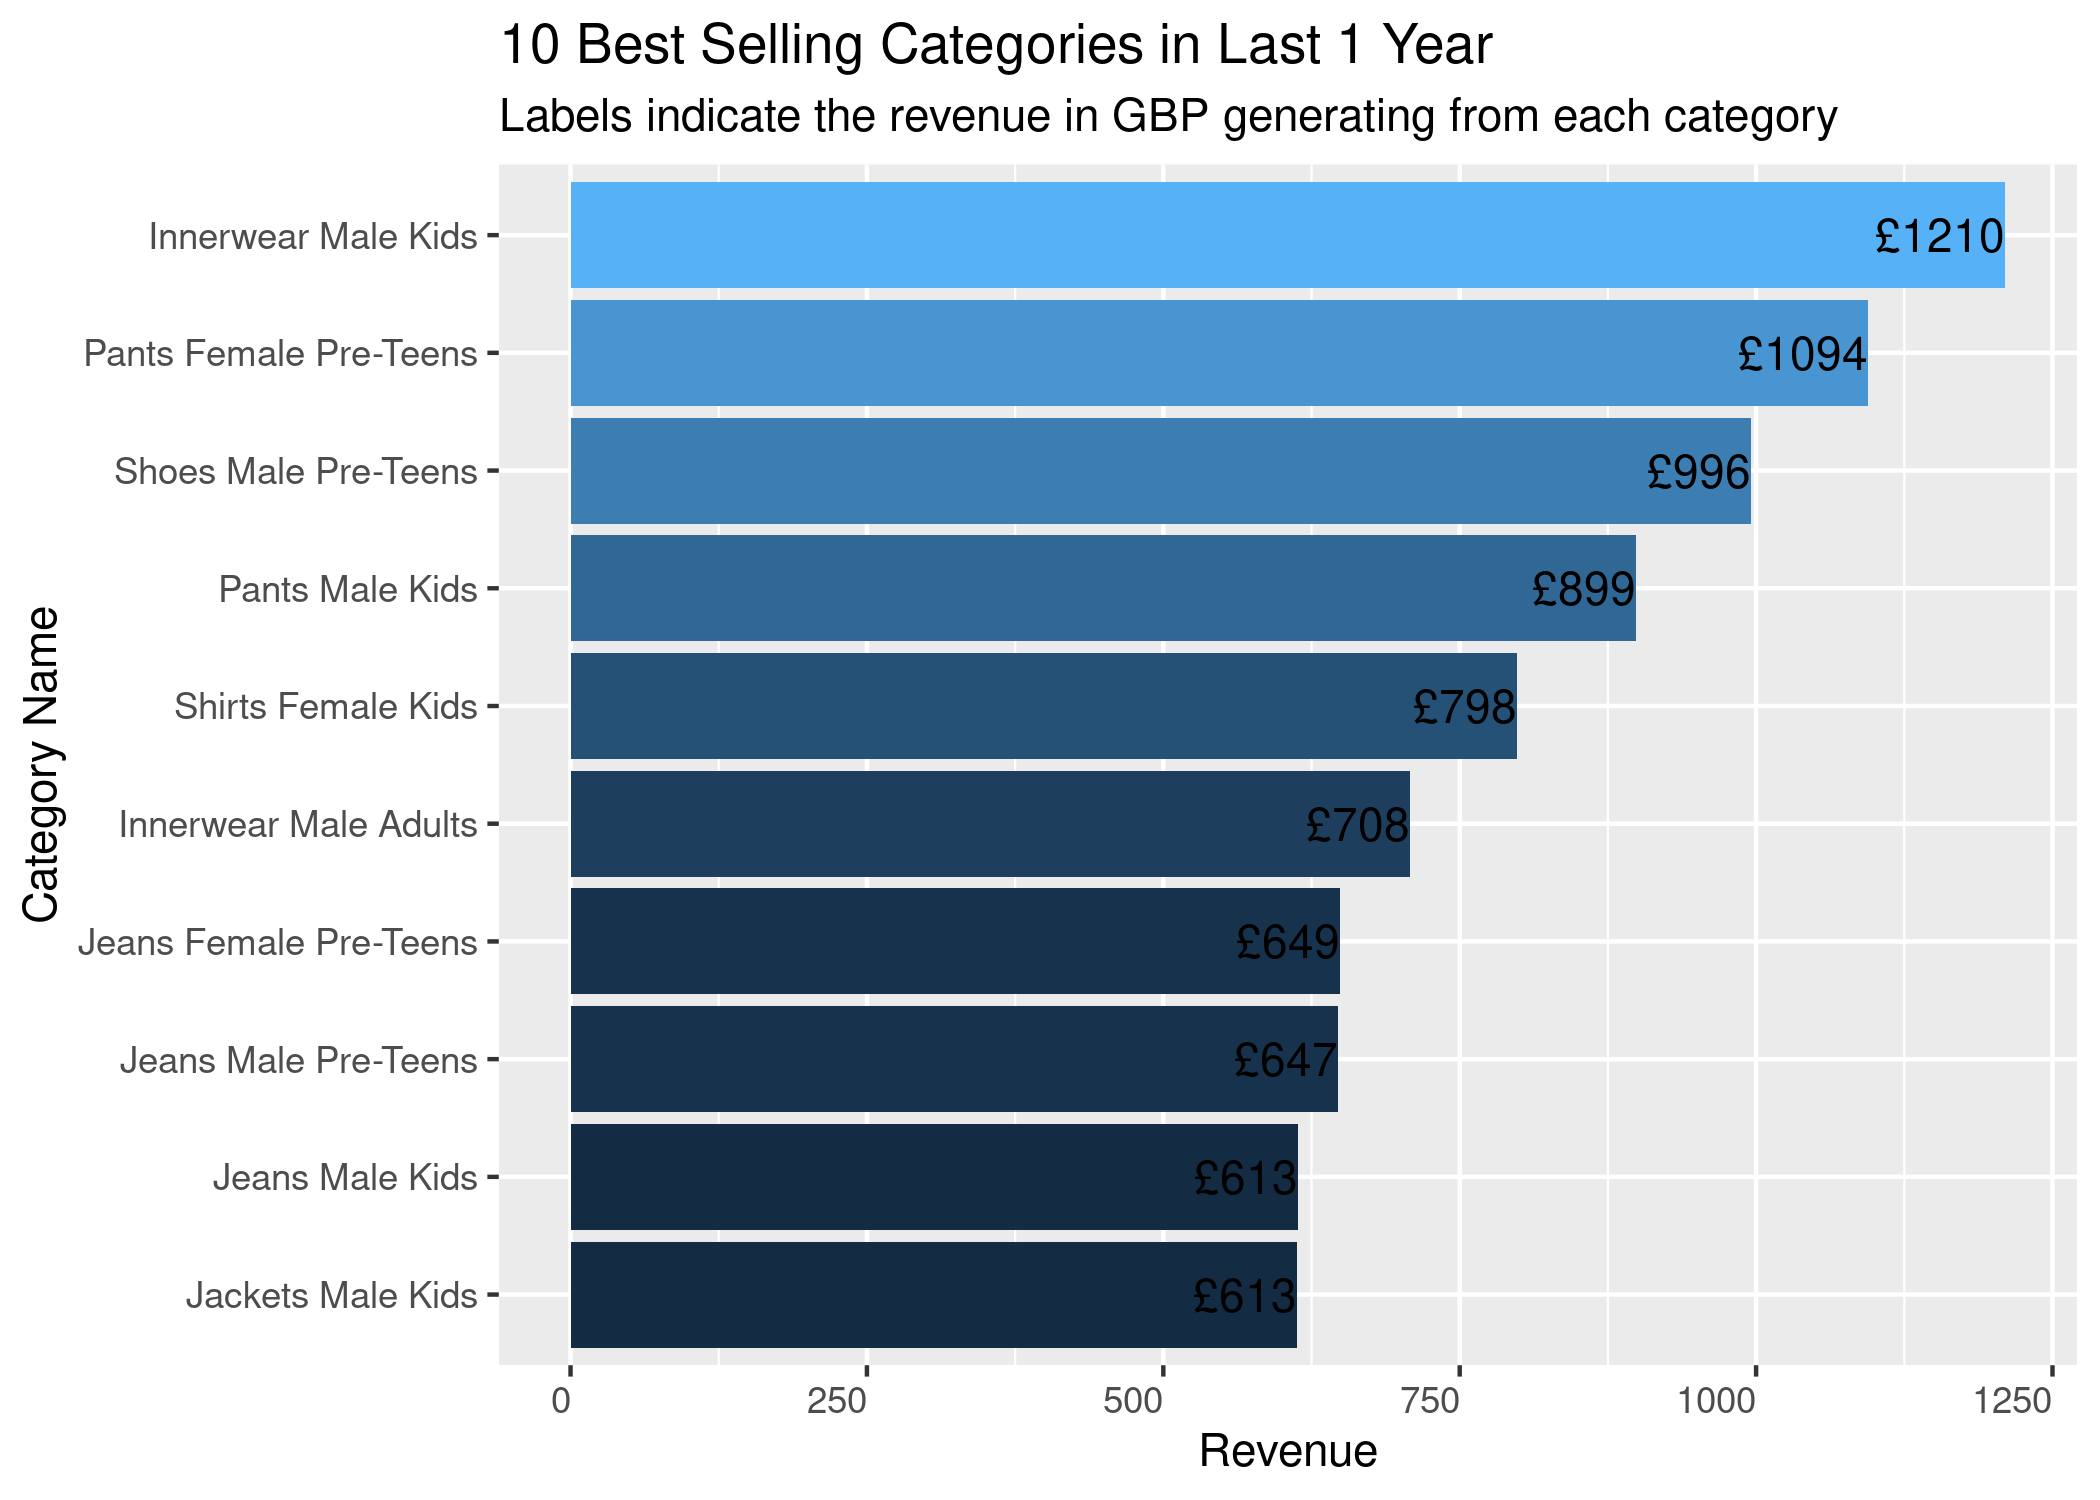 10 Best Selling Categories in Last 1 Year
Labels indicate the revenue in GBP generating from each category
Innerwear Male Kids
£1210
Pants Female Pre-Teens
£1094
Shoes Male Pre-Teens
£996
Pants Male Kids
£899
Shirts Female Kids
£798
Innerwear Male Adults
£708
Jeans Female Pre-Teens
£649
Jeans Male Pre-Teens
£647
Jeans Male Kids
£613
Jackets Male Kids
£613
Category Name
0 250 500 750 1000 1250
Revenue